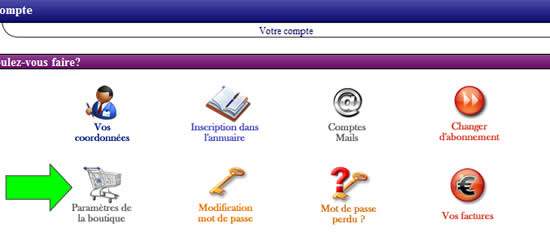 ompte
Votre compte
ulez-vous faire?
Vos
coordonnées
Inscription dans
l'annuaire
Comptes
Mails
Changer
d'abonnement
Paramètres de
la boutique
Modification
mot de passe
Mot de passe
perdu ?
Vos factures